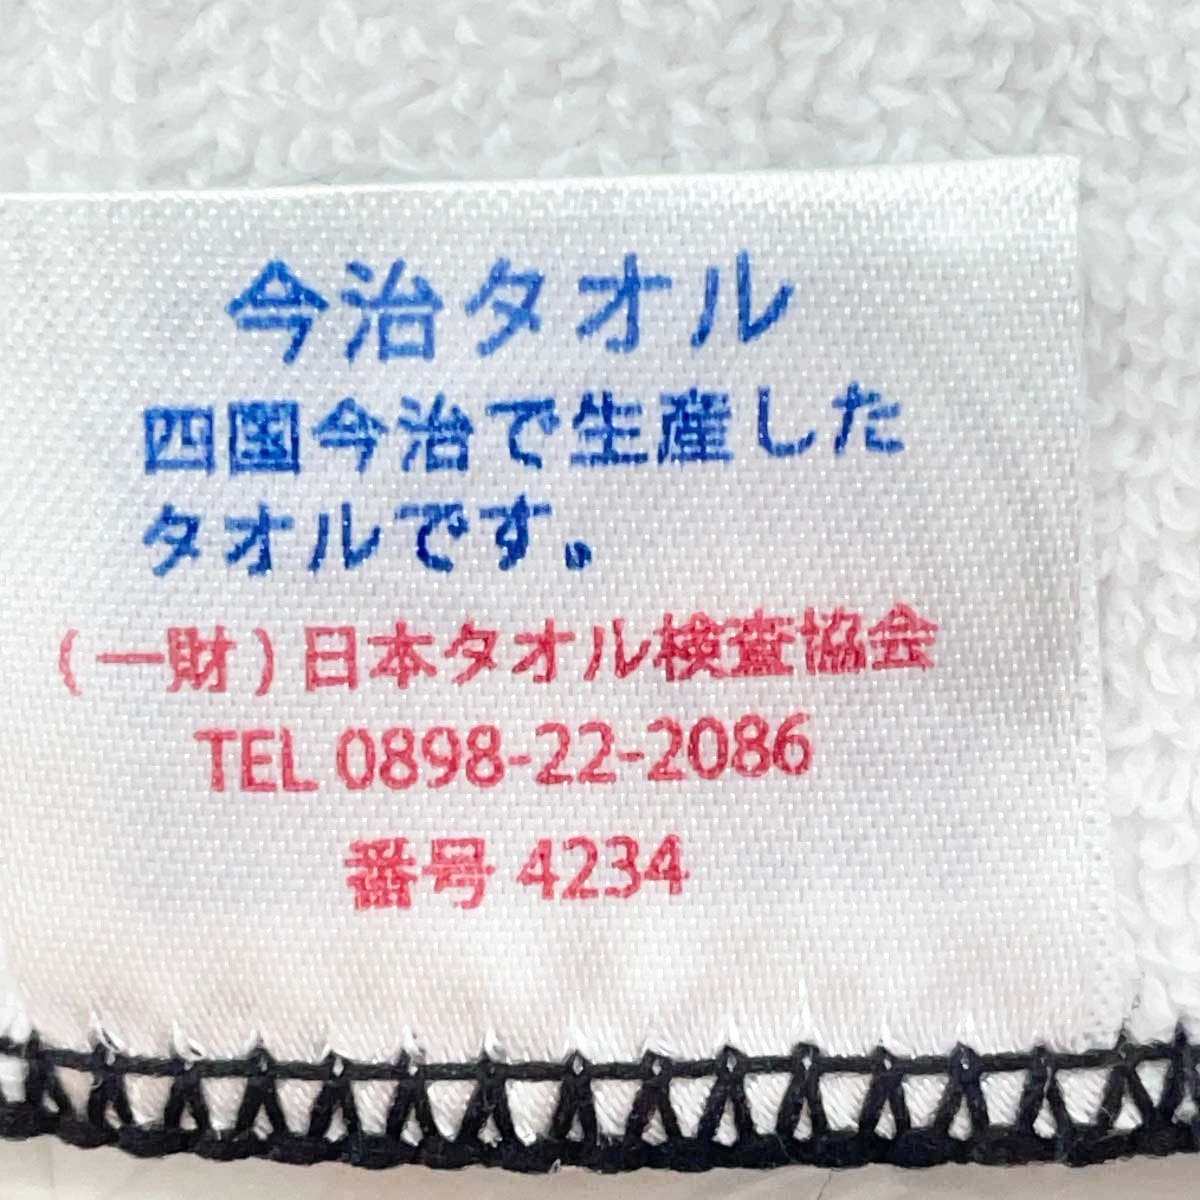 今治タオル
四国今治で生産した
タオルです。
(一財)日本タオル検査協会
TEL 0898-22-2086
番号 4234